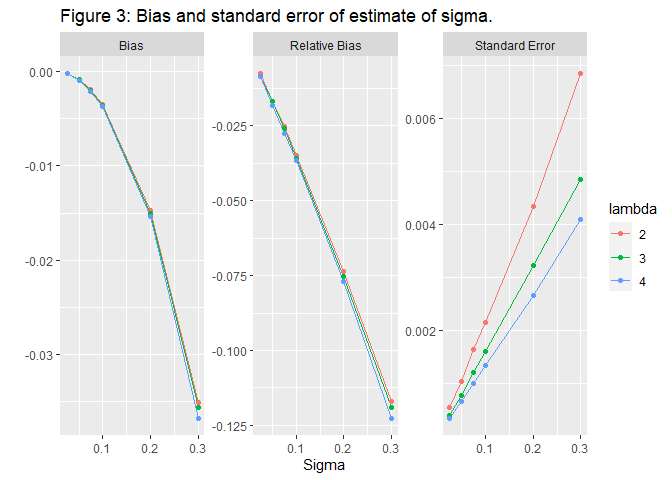 Figure 3: Bias and standard error of estimate of sigma.
Bias
Relative Bias
Standard Error
0.00
-0.01
-0.02
-0.03
-0.025
-0.050
-0.075
-0.100
-0.125
0.006
0.004
0.002
0.1 0.2 0.3
0.1 0.2 0.3
0.1 0.2 0.3
Sigma
lambda
2
3
4